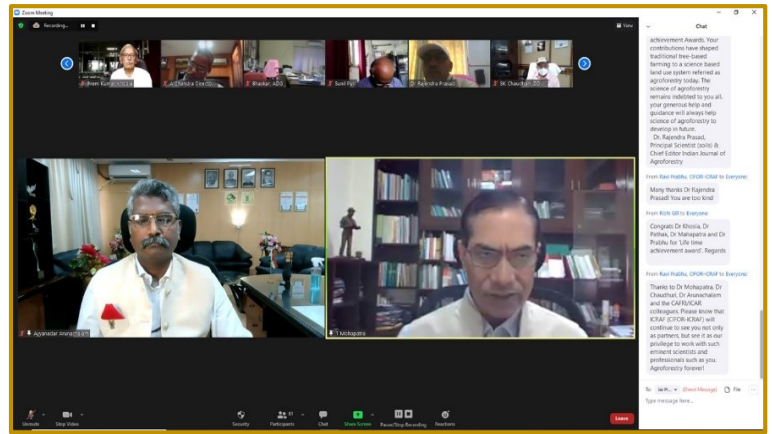 Zoom Meeting
Recording...
View
Chat
Prem Kumar
A.Dhendra
Bhaskar, ADG
Sunil
Dr Rajendra Prasad
SK Chaudhari, DD
Ayyanadar Arunachalam
T Mohapatra
achievement Awards. Your
contributions have shaped
traditional tree-based
farming to a science based
land use system referred as
agroforestry today. The
science of agroforestry
remains indebted to you all.
your generous help and
guidance will always help
science of agroforestry to
develop in future.
Dr. Rajendra Prasad,
Principal Scientist (soils) &
Chief Editor Indian Journal of
Agroforestry
From Ravi Prabhu, CIFOR-ICRAF to Everyone:
Many thanks Dr Rajendra
Prasad! You are too kind
From Rishi Gill to Everyone:
Congrats Dr Khosla, Dr
Pathak, Dr Mahapatra and Dr
Prabhu for 'Life time
achievement award'. Regards
From Ravi Prabhu, CIFOR-ICRAF to Everyone:
Thanks to Dr Mohapatra, Dr
Chaudhuri, Dr Arunachalam
and the CAFRI/ICAR
colleagues. Please know that
ICRAF (CIFOR-ICRAF) will
continue to see you not only
as partners, but see it as our
privilege to work with such
eminent scientists and
professionals such as you.
Agroforestry forever!
To: Jai P... (Direct Message) File
Type message here...
Unmute
Stop Video
Security
Participants
Chat
Share Screen
Pause/Stop Recording
Reactions
Leave